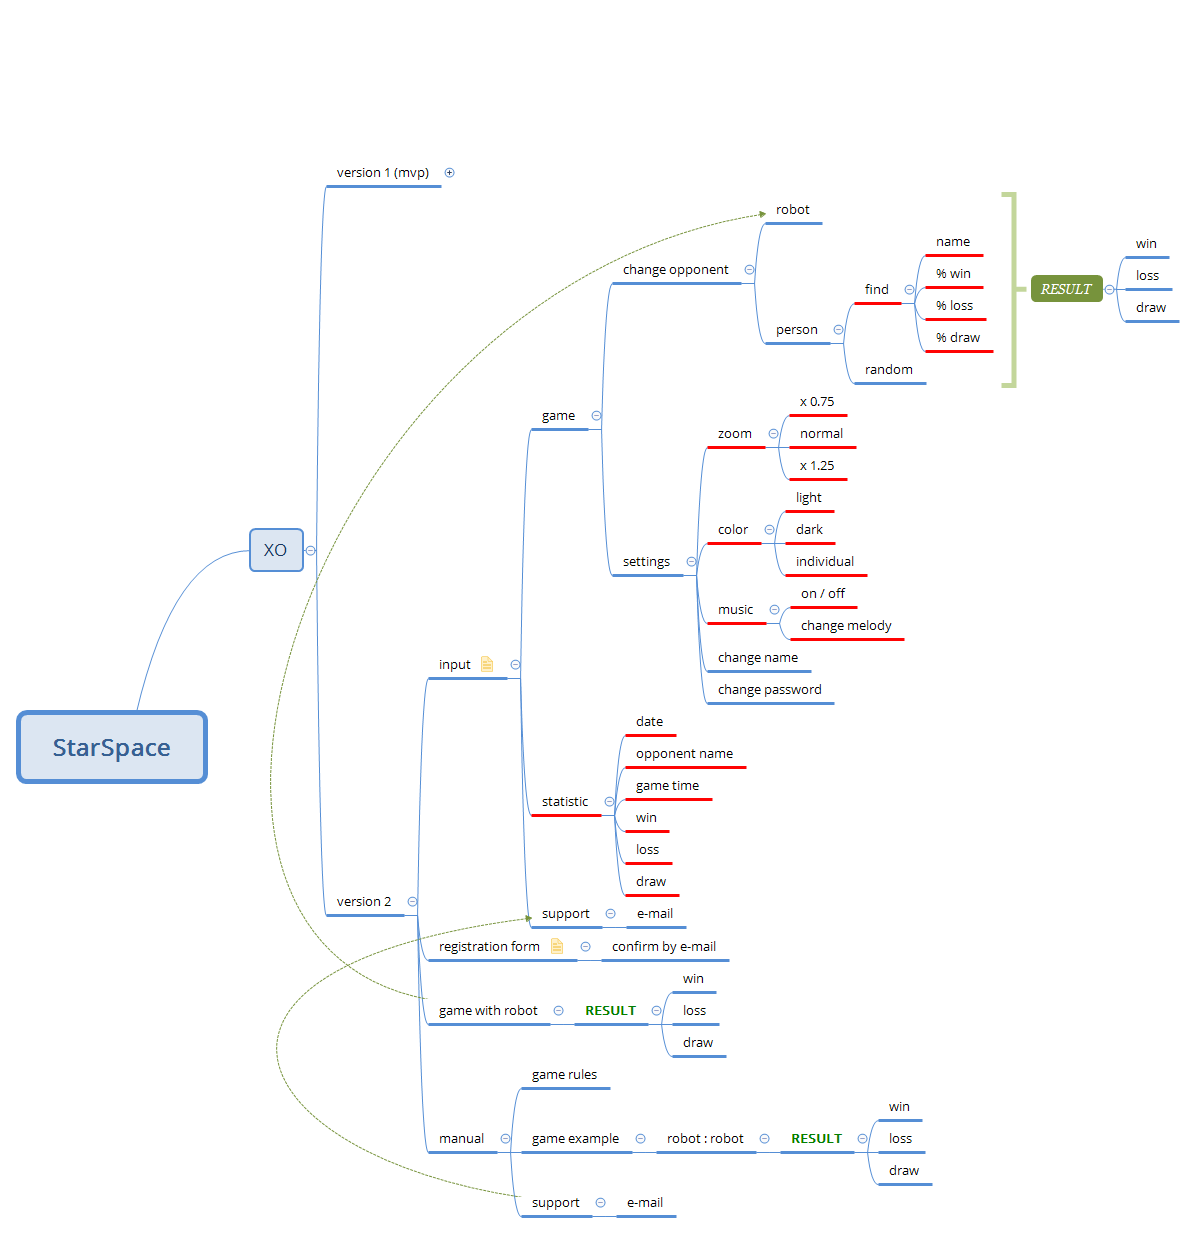 version 1 (mvp)
robot
name
win
change opponent
% win
loss
find
RESULT
% loss
draw
person
% draw
random
x 0.75
game
zoom
normal
x 1.25
light
color
dark
XO
settings
individual
on / off
music
change melody
change name
input
change password
date
StarSpace
opponent name
game time
statistic
win
loss
draw
version 2
support
e-mail
registration form
confirm by e-mail
win
game with robot
RESULT
loss
draw
game rules
win
manual
game example
robot : robot
RESULT
loss
draw
support
e-mail